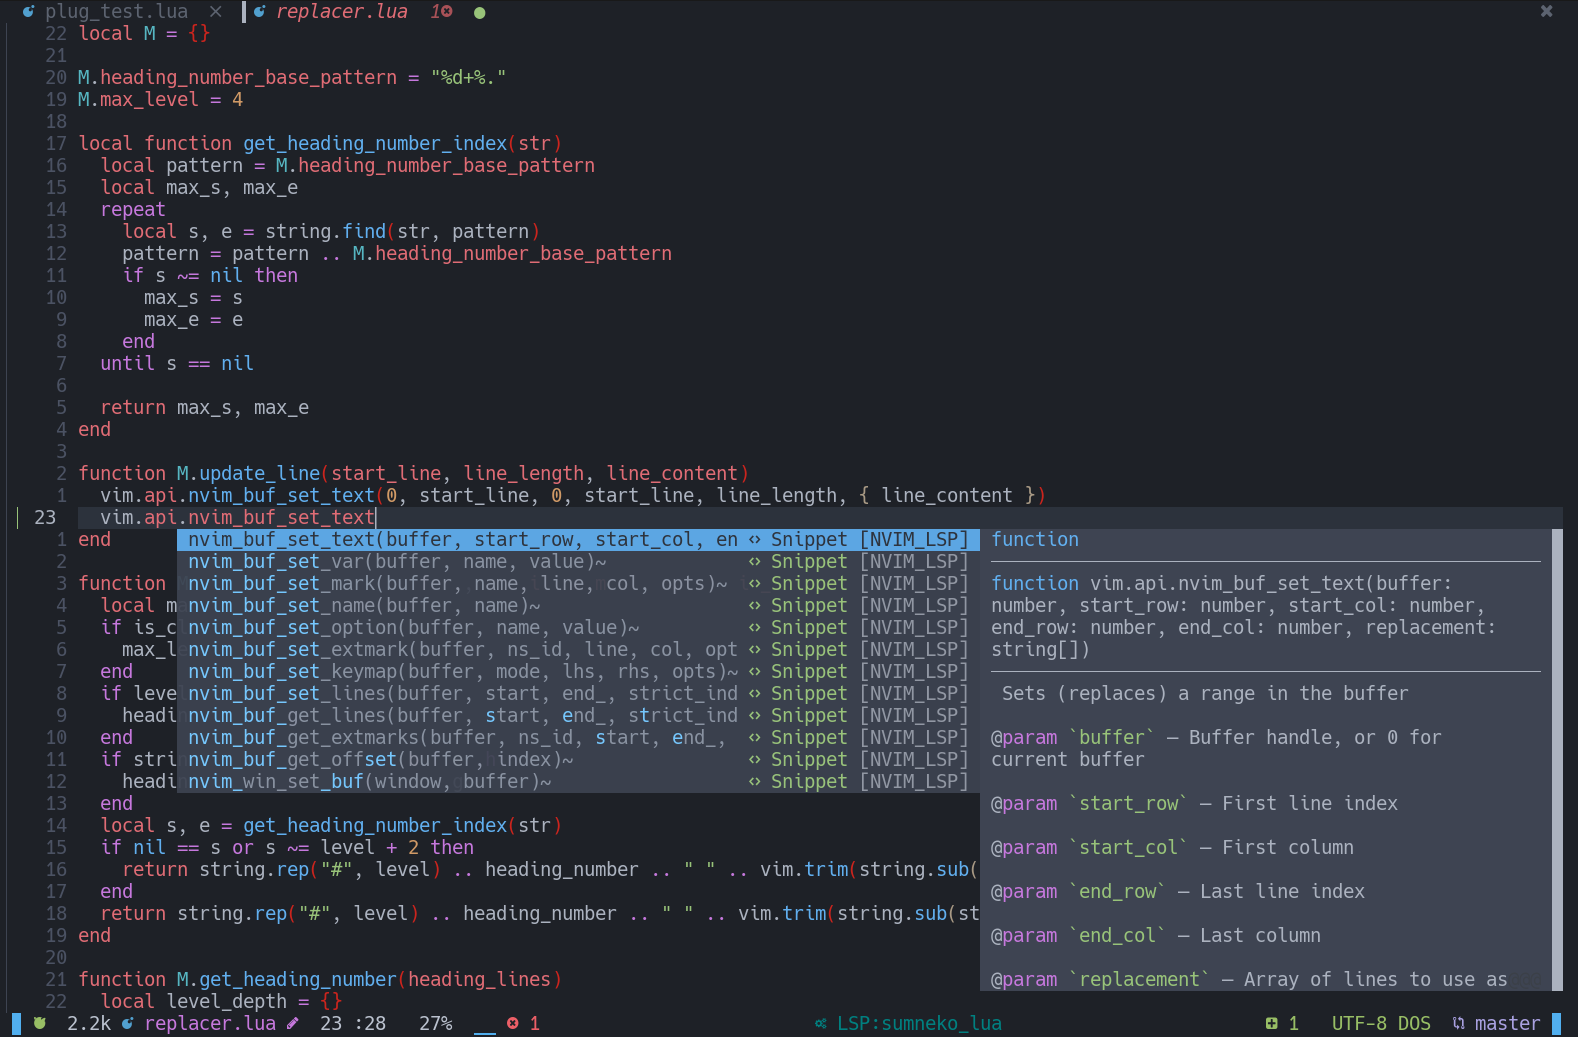 plug_test.lua × replacer.lua 1
22 local M = {}
21
20 M.heading_number_base_pattern = "%d+%."
19 M.max_level = 4
18
17 local function get_heading_number_index(str)
16 local pattern = M.heading_number_base_pattern
15 local max_s, max_e
14 repeat
13 local s, e = string.find(str, pattern)
12 pattern = pattern .. M.heading_number_base_pattern
11 if s ~= nil then
10 max_s = s
9 max_e = e
8 end
7 until s == nil
6
5 return max_s, max_e
4 end
3
2 function M.update_line(start_line, line_length, line_content)
1 vim.api.nvim_buf_set_text(0, start_line, 0, start_line, line_length, { line_content })
23 vim.api.nvim_buf_set_text
1 end nvim_buf_set_text(buffer, start_row, start_col, en <> Snippet [NVIM_LSP] function
2 nvim_buf_set_var(buffer, name, value)~ <> Snippet [NVIM_LSP]
3 function nvim_buf_set_mark(buffer, name, line, col, opts)~ <> Snippet [NVIM_LSP] function vim.api.nvim_buf_set_text(buffer:
4 local m nvim_buf_set_name(buffer, name)~ <> Snippet [NVIM_LSP] number, start_row: number, start_col: number,
5 if is_c nvim_buf_set_option(buffer, name, value)~ <> Snippet [NVIM_LSP] end_row: number, end_col: number, replacement:
6 max_l nvim_buf_set_extmark(buffer, ns_id, line, col, opt <> Snippet [NVIM_LSP] string[])
7 end nvim_buf_set_keymap(buffer, mode, lhs, rhs, opts)~ <> Snippet [NVIM_LSP]
8 if leve nvim_buf_set_lines(buffer, start, end_, strict_ind <> Snippet [NVIM_LSP] Sets (replaces) a range in the buffer
9 headi nvim_buf_get_lines(buffer, start, end_, strict_ind <> Snippet [NVIM_LSP]
10 end nvim_buf_get_extmarks(buffer, ns_id, start, end_, <> Snippet [NVIM_LSP] @param `buffer` — Buffer handle, or 0 for
11 if stri nvim_buf_get_offset(buffer, index)~ <> Snippet [NVIM_LSP] current buffer
12 headi nvim_win_set_buf(window, buffer)~ <> Snippet [NVIM_LSP]
13 end @param `start_row` — First line index
14 local s, e = get_heading_number_index(str)
15 if nil == s or s ~= level + 2 then @param `start_col` — First column
16 return string.rep("#", level) .. heading_number .. " " .. vim.trim(string.sub(
17 end @param `end_row` — Last line index
18 return string.rep("#", level) .. heading_number .. " " .. vim.trim(string.sub(st
19 end @param `end_col` — Last column
20
21 function M.get_heading_number(heading_lines) @param `replacement` — Array of lines to use as
22 local level_depth = {}
2.2k replacer.lua 23 :28 27% __ 1 LSP:sumneko_lua 1 UTF-8 DOS master